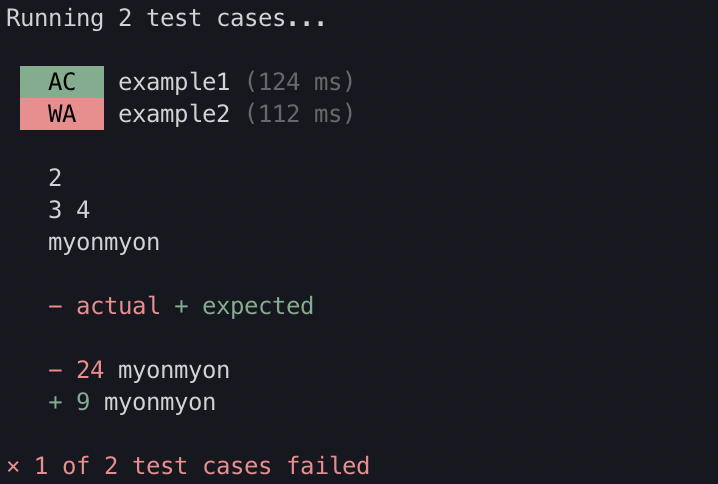 Running 2 test cases...
AC example1 (124 ms)
WA example2 (112 ms)
2
3 4
myonmyon
- actual + expected
- 24 myonmyon
+ 9 myonmyon
× 1 of 2 test cases failed